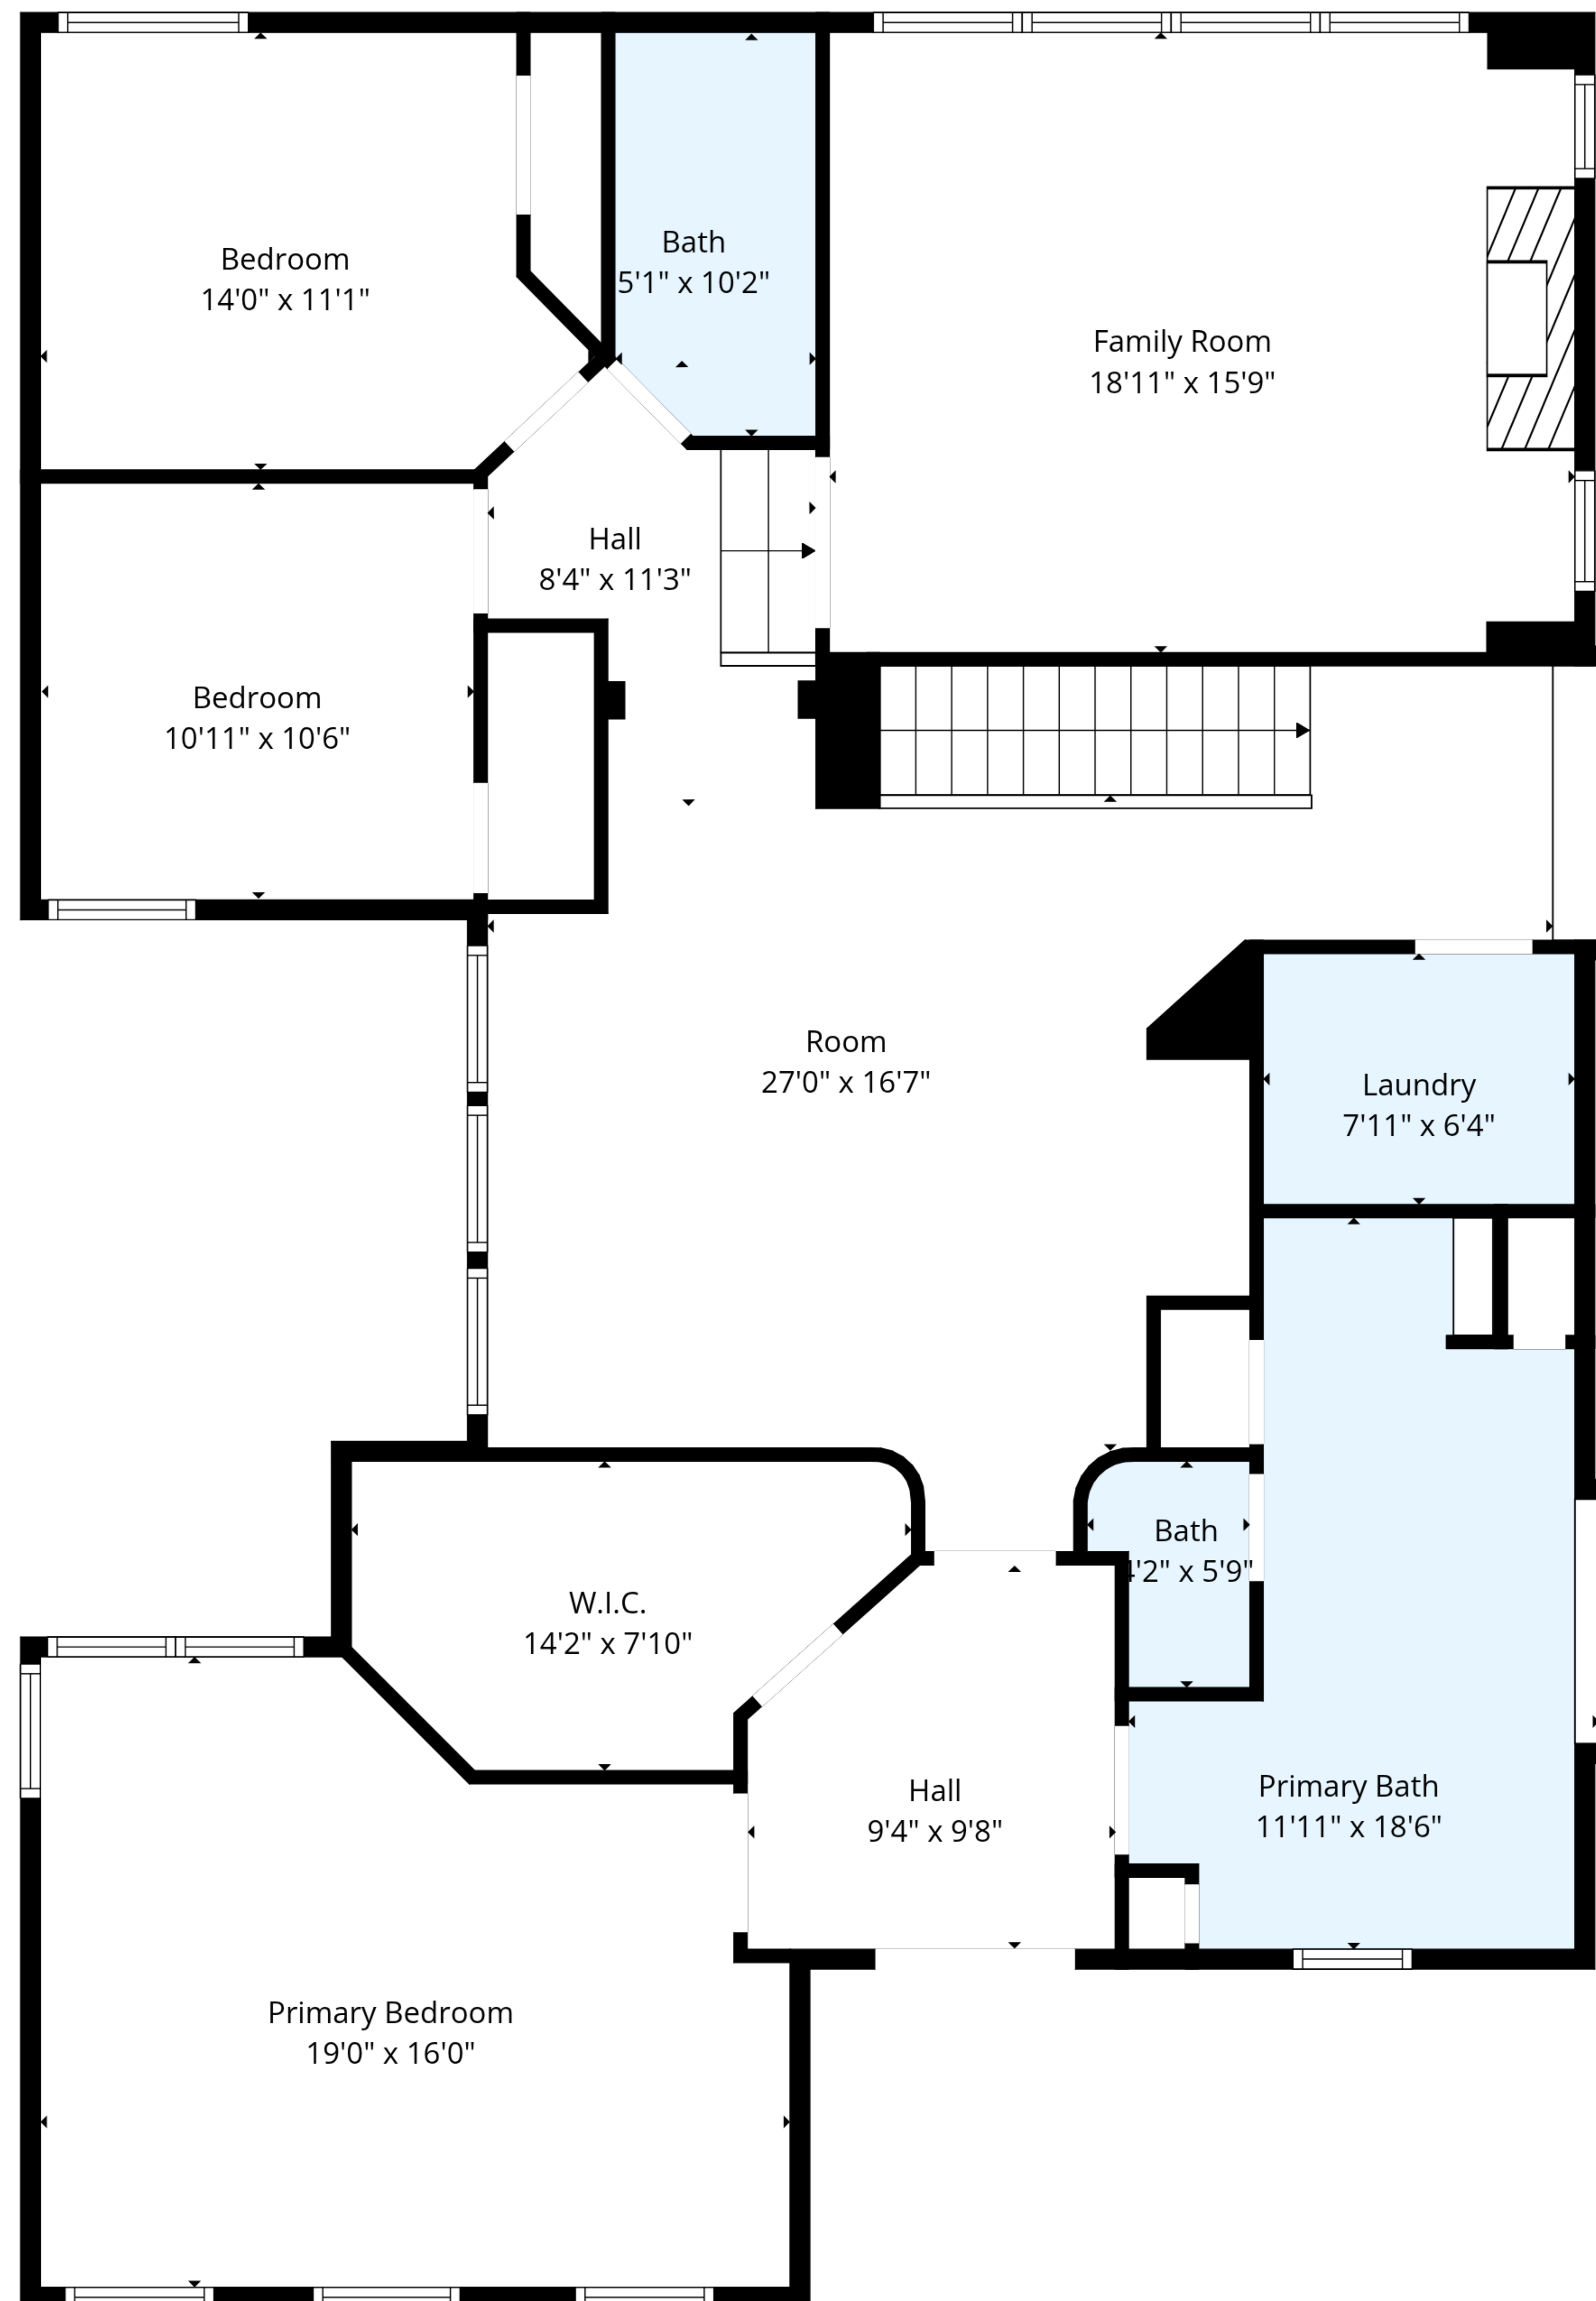 Bedroom
14'0" x 11'1"
Bath
5'1" x 10'2"
Family Room
18'11" x 15'9"
Hall
8'4" x 11'3"
Bedroom
10'11" x 10'6"
Room
27'0" x 16'7"
Laundry
7'11" x 6'4"
Bath
4'2" x 5'9"
W.I.C.
14'2" x 7'10"
Hall
9'4" x 9'8"
Primary Bath
11'11" x 18'6"
Primary Bedroom
19'0" x 16'0"